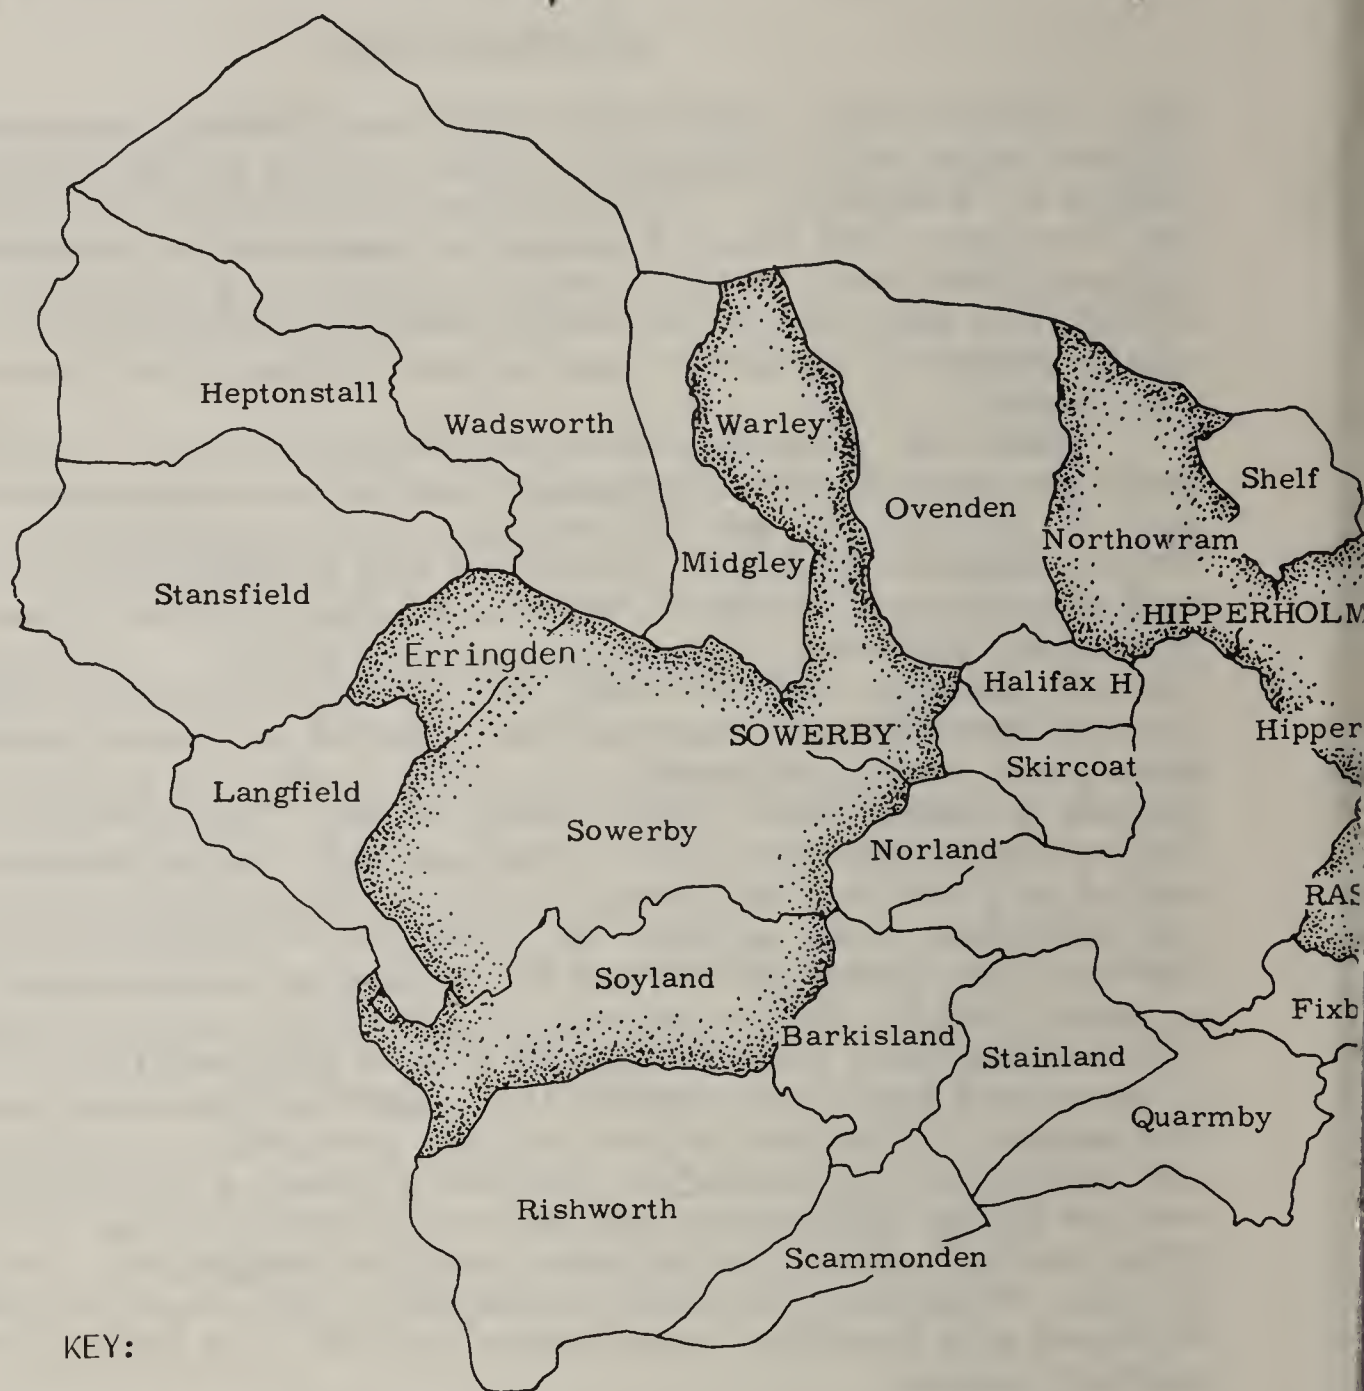 Heptonstall
Wadsworth
Warley
Shelf
Ovenden
Northowram
Midgley
Stansfield
HIPPERHOLM
Erringden
Halifax H
SOWERBY
Hipper
Skircoat
Langfield
Sowerby
Norland
RAS
Soyland
Fixb
Barkisland
Stainland
Quarmby
Rishworth
Scammonden
KEY: